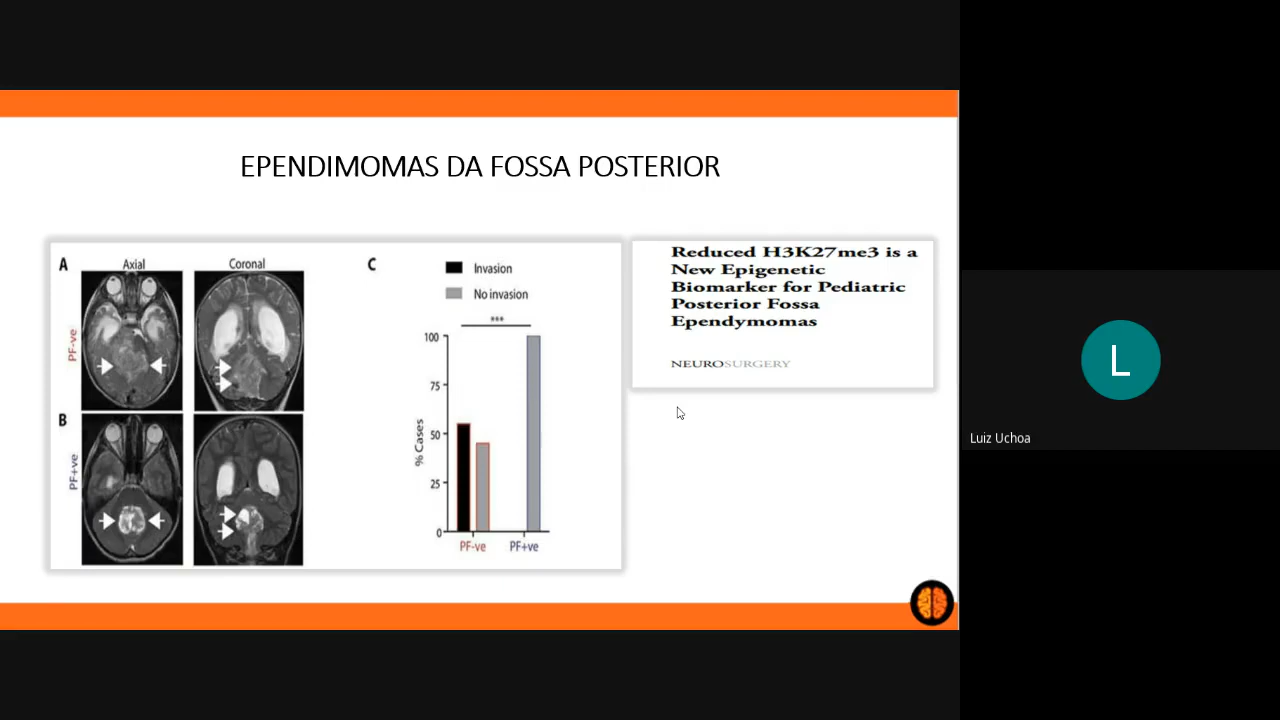 EPENDIMOMAS DA FOSSA POSTERIOR
A
Axial
Coronal
PF-ve
B
PF+ve
C
Invasion
No invasion
***
100
75
50
25
0
% Cases
PF-ve
PF+ve
Reduced H3K27me3 is a
New Epigenetic
Biomarker for Pediatric
Posterior Fossa
Ependymomas
NEUROSURGERY
L
Luiz Uchoa